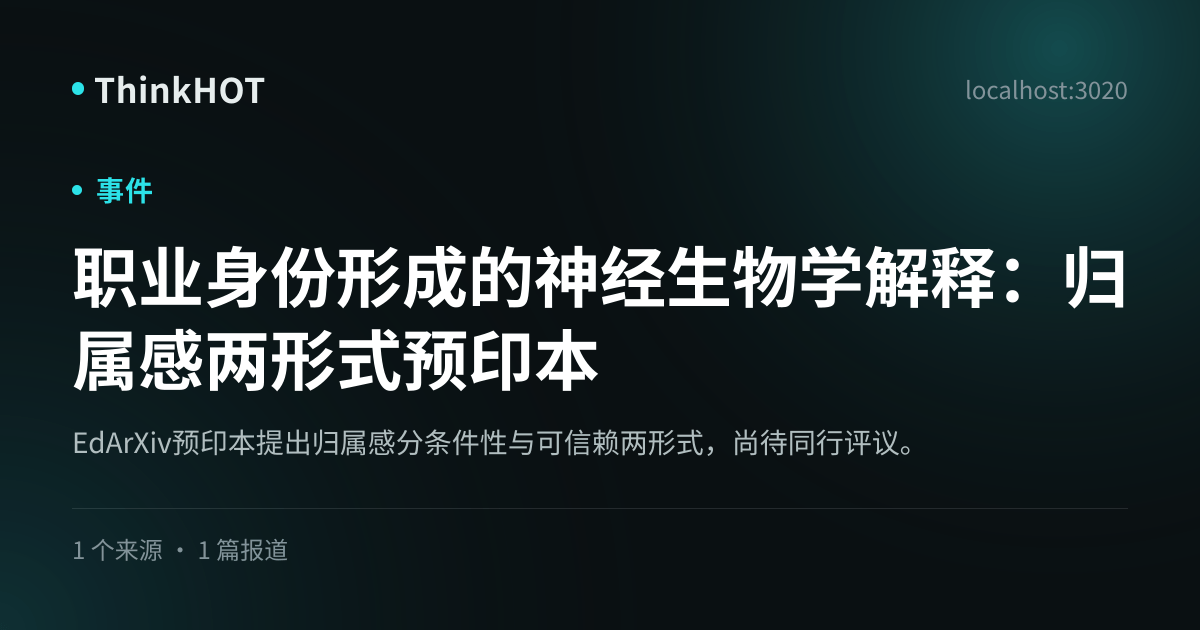 ThinkHOT
localhost:3020
事件
职业身份形成的神经生物学解释：归
属感两形式预印本
EdArXiv预印本提出归属感分条件性与可信赖两形式，尚待同行评议。
1 个来源 · 1 篇报道